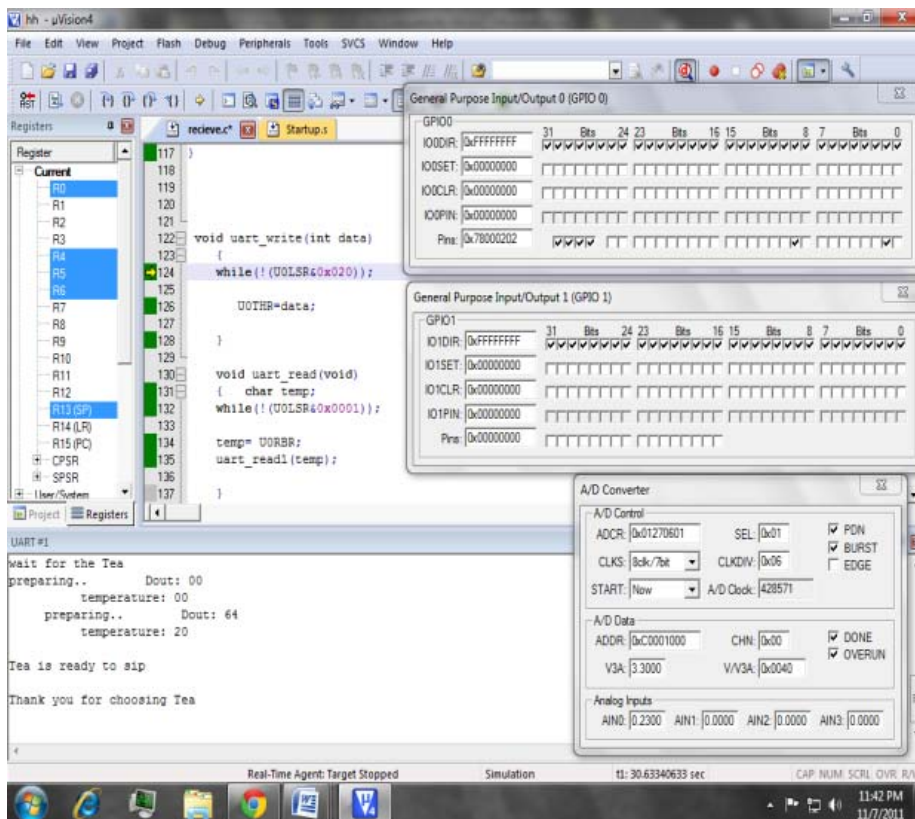 hh - µVision4
File Edit View Project Flash Debug Peripherals Tools SVCS Window Help
RST
Registers
recieve.c*
Startup.s
Register
Current
R0
R1
R2
R3
R4
R5
R6
R7
R8
R9
R10
R11
R12
R13 (SP)
R14 (LR)
R15 (PC)
CPSR
SPSR
User/System
Project
Registers
117 }
118
119
120
121
122 void uart_write(int data)
123 {
124 while(!(U0LSR&0x020));
125
126 U0THR=data;
127
128 }
129
130 void uart_read(void)
131 { char temp;
132 while(!(U0LSR&0x0001));
133
134 temp= U0RBR;
135 uart_read1(temp);
136
137 }
General Purpose Input/Output 0 (GPIO 0)
GPIO0
31 Bits 24 23 Bits 16 15 Bits 8 7 Bits 0
IO0DIR: 0xFFFFFFFF
IO0SET: 0x00000000
IO0CLR: 0x00000000
IO0PIN: 0x00000000
Pins: 0x78000202
General Purpose Input/Output 1 (GPIO 1)
GPIO1
31 Bits 24 23 Bits 16 15 Bits 8 7 Bits 0
IO1DIR: 0xFFFFFFFF
IO1SET: 0x00000000
IO1CLR: 0x00000000
IO1PIN: 0x00000000
Pins: 0x00000000
A/D Converter
A/D Control
ADCR: 0x01270601 SEL: 0x01 PDN
BURST
CLKS: 8clk/7bit CLKDIV: 0x06 EDGE
START: Now A/D Clock: 428571
A/D Data
ADDR: 0xC0001000 CHN: 0x00 DONE
OVERUN
V3A: 3.3000 V/V3A: 0x0040
Analog Inputs
AIN0: 0.2300 AIN1: 0.0000 AIN2: 0.0000 AIN3: 0.0000
UART #1
wait for the Tea
preparing.. Dout: 00
temperature: 00
preparing.. Dout: 64
temperature: 20
Tea is ready to sip
Thank you for choosing Tea
Real-Time Agent: Target Stopped Simulation t1: 30.63340633 sec CAP NUM SCRL OVR R/W
11:42 PM
11/7/2011